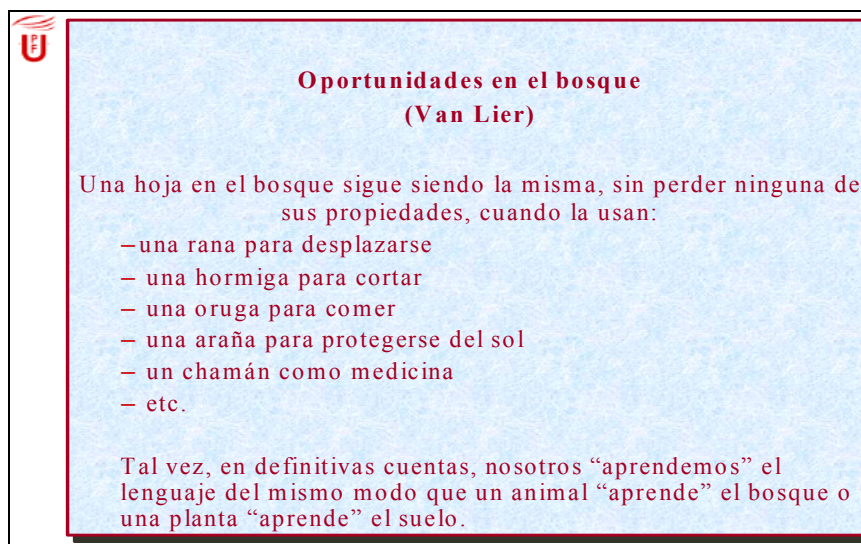 UPF
Oportunidades en el bosque
(Van Lier)
Una hoja en el bosque sigue siendo la misma, sin perder ninguna de
sus propiedades, cuando la usan:
–una rana para desplazarse
– una hormiga para cortar
– una oruga para comer
– una araña para protegerse del sol
– un chamán como medicina
– etc.
Tal vez, en definitivas cuentas, nosotros “aprendemos” el
lenguaje del mismo modo que un animal “aprende” el bosque o
una planta “aprende” el suelo.